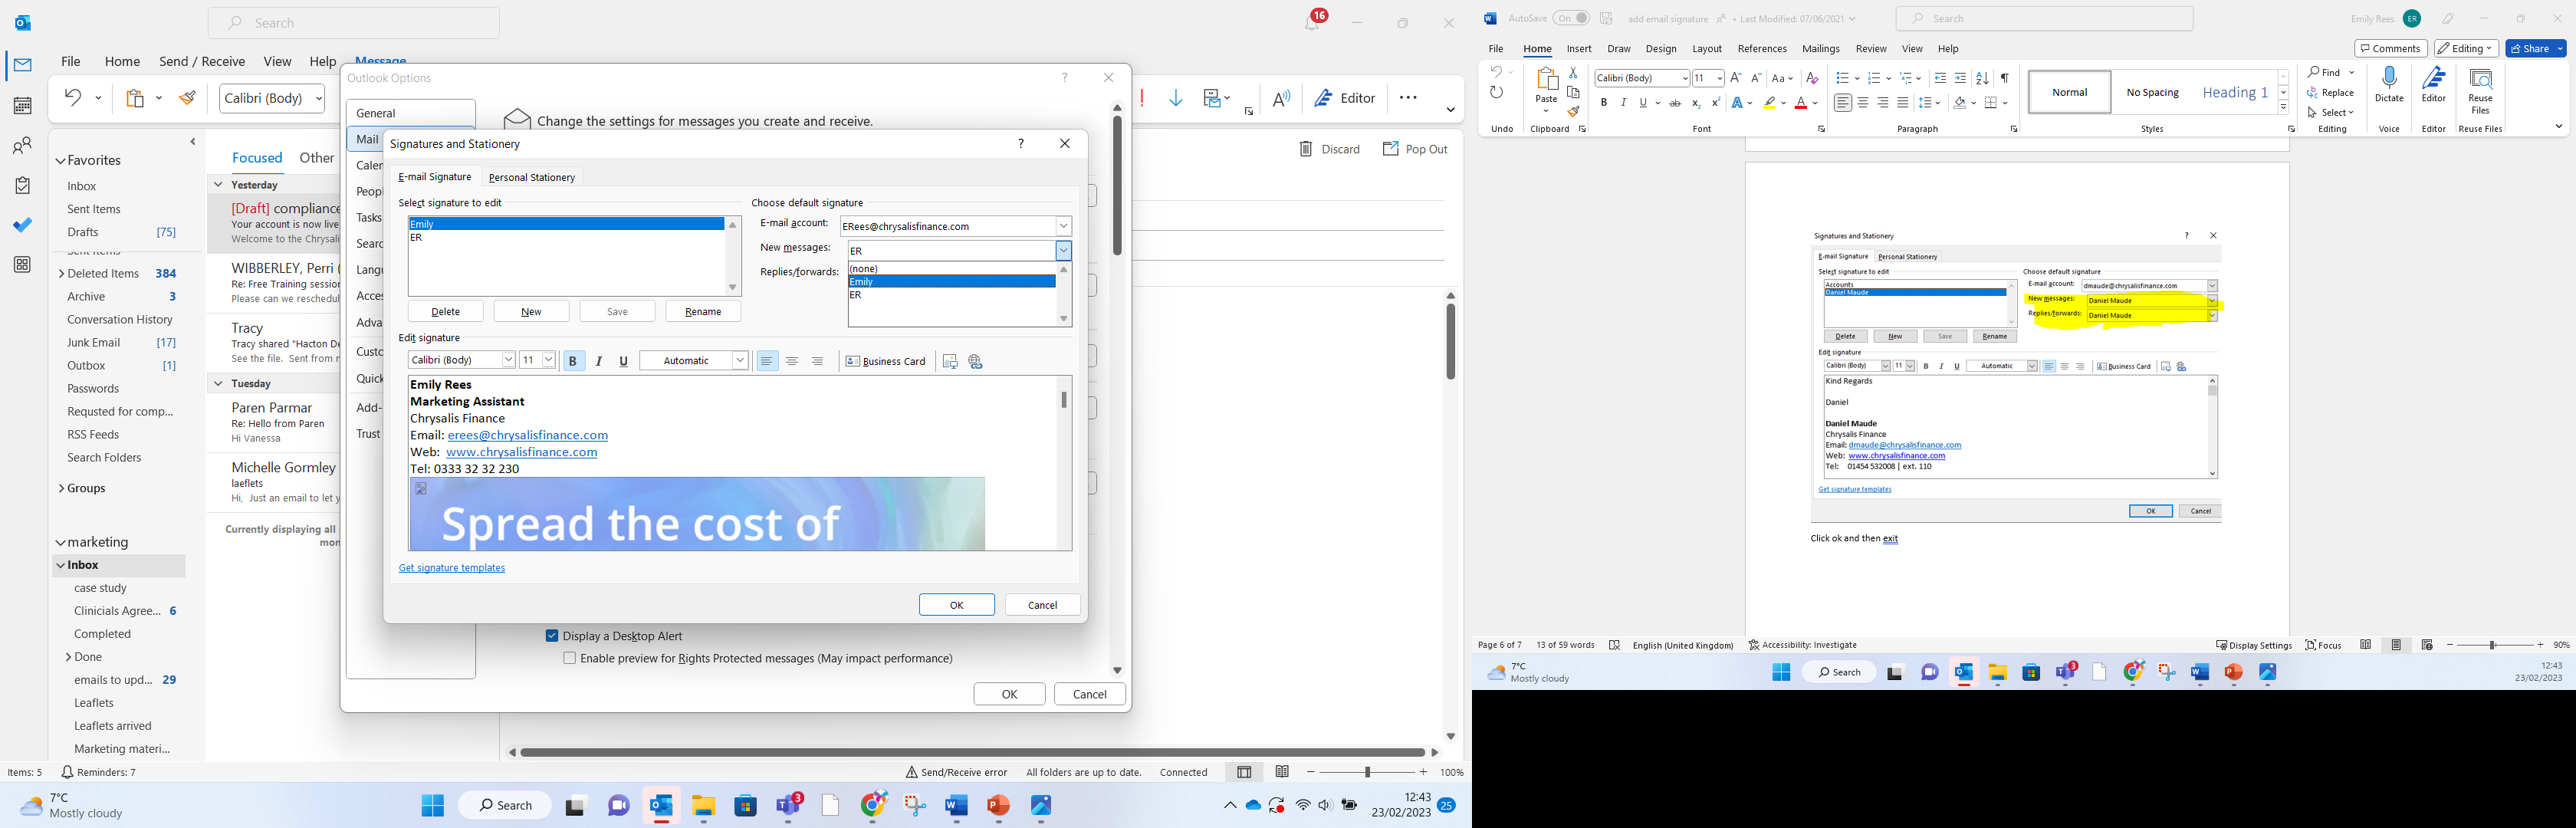 Search
16
File Home Send / Receive View Help Message
Calibri (Body)
Editor
Discard Pop Out
Favorites
Inbox
Sent Items
Drafts [75]
Sent Items
Deleted Items 384
Archive 3
Conversation History
Junk Email [17]
Outbox [1]
Passwords
Requsted for comp...
RSS Feeds
Search Folders
Groups
marketing
Inbox
case study
Clinicials Agree... 6
Completed
Done
emails to upd... 29
Leaflets
Leaflets arrived
Marketing materi...
Focused Other
Yesterday
[Draft] compliance
Your account is now live
Welcome to the Chrysali
WIBBERLEY, Perri (
Re: Free Training session
Please can we reschedul
Tracy
Tracy shared "Hacton De
See the file. Sent from r
Tuesday
Paren Parmar
Re: Hello from Paren
Hi Vanessa
Michelle Gormley
laeflets
Hi, Just an email to let y
Currently displaying all
mon
Outlook Options
General
Mail
Calen
Peopl
Tasks
Searc
Langu
Acces
Adva
Custo
Quick
Add-
Trust
Change the settings for messages you create and receive.
Signatures and Stationery
E-mail Signature Personal Stationery
Select signature to edit
Emily
ER
Delete New Save Rename
Choose default signature
E-mail account: ERees@chrysalisfinance.com
New messages: ER
Replies/forwards:
(none)
Emily
ER
Edit signature
Calibri (Body) 11 B I U Automatic Business Card
Emily Rees
Marketing Assistant
Chrysalis Finance
Email: erees@chrysalisfinance.com
Web: www.chrysalisfinance.com
Tel: 0333 32 32 230
Spread the cost of
Get signature templates
OK Cancel
Display a Desktop Alert
Enable preview for Rights Protected messages (May impact performance)
OK Cancel
Items: 5 Reminders: 7
Send/Receive error All folders are up to date. Connected 100%
7°C
Mostly cloudy
Search
3
12:43
23/02/2023
25
AutoSave On add email signature • Last Modified: 07/06/2021
Search
Emily Rees ER
File Home Insert Draw Design Layout References Mailings Review View Help
Comments Editing Share
Paste
Calibri (Body) 11
Normal No Spacing Heading 1
Find
Replace
Select
Dictate Editor Reuse Files
Undo Clipboard Font Paragraph Styles Editing Voice Editor Reuse Files
Signatures and Stationery
E-mail Signature Personal Stationery
Select signature to edit
Accounts
Daniel Maude
Delete New Save Rename
Choose default signature
E-mail account: dmaude@chrysalisfinance.com
New messages: Daniel Maude
Replies/forwards: Daniel Maude
Edit signature
Calibri (Body) 11 B I U Automatic Business Card
Kind Regards
Daniel
Daniel Maude
Chrysalis Finance
Email: dmaude@chrysalisfinance.com
Web: www.chrysalisfinance.com
Tel: 01454 532008 | ext. 110
Get signature templates
OK Cancel
Click ok and then exit
Page 6 of 7 13 of 59 words English (United Kingdom) Accessibility: Investigate
Display Settings Focus 90%
7°C
Mostly cloudy
Search
3
12:43
23/02/2023